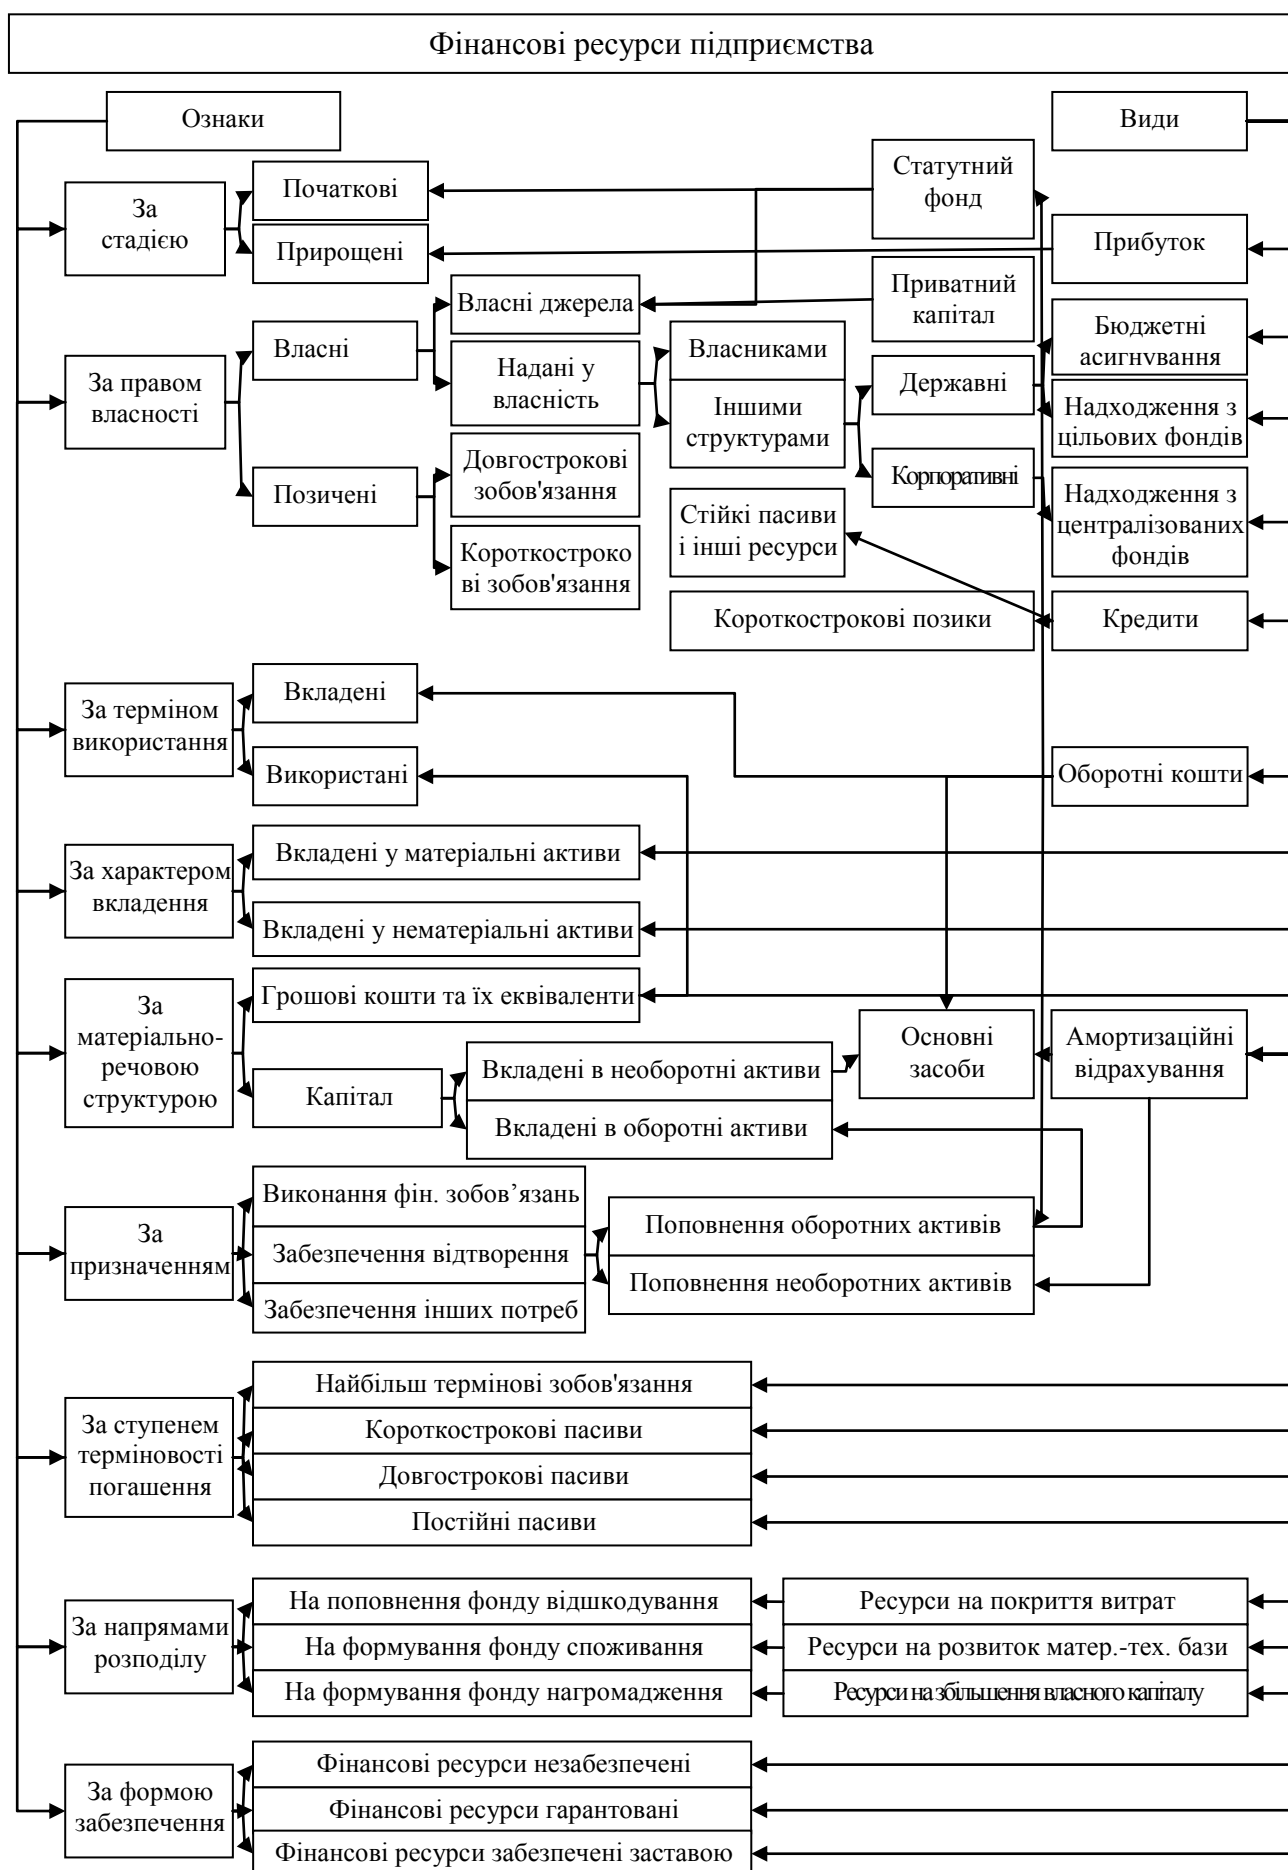 Фінансові ресурси підприємства
Ознаки
Види
За
стадією
Початкові
Прирощені
Статутний
фонд
Прибуток
За правом
власності
Власні
Позичені
Власні джерела
Надані у
власність
Довгострокові
зобов'язання
Короткостроко
ві зобов'язання
Власниками
Іншими
структурами
Стійкі пасиви
і інші ресурси
Короткострокові позики
Приватний
капітал
Державні
Корпоративні
Бюджетні
асигнування
Надходження з
цільових фондів
Надходження з
централізованих
фондів
Кредити
За терміном
використання
Вкладені
Використані
Оборотні кошти
За характером
вкладення
Вкладені у матеріальні активи
Вкладені у нематеріальні активи
За
матеріально-
речовою
структурою
Грошові кошти та їх еквіваленти
Капітал
Вкладені в необоротні активи
Вкладені в оборотні активи
Основні
засоби
Амортизаційні
відрахування
За
призначенням
Виконання фін. зобов’язань
Забезпечення відтворення
Забезпечення інших потреб
Поповнення оборотних активів
Поповнення необоротних активів
За ступенем
терміновості
погашення
Найбільш термінові зобов'язання
Короткострокові пасиви
Довгострокові пасиви
Постійні пасиви
За напрямами
розподілу
На поповнення фонду відшкодування
На формування фонду споживання
На формування фонду нагромадження
Ресурси на покриття витрат
Ресурси на розвиток матер.-тех. бази
Ресурси на збільшення власного капіталу
За формою
забезпечення
Фінансові ресурси незабезпечені
Фінансові ресурси гарантовані
Фінансові ресурси забезпечені заставою